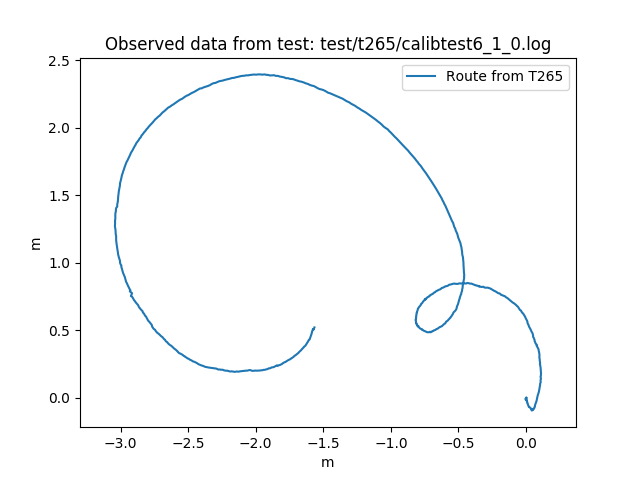 Observed data from test: test/t265/calibtest6_1_0.log
Route from T265
2.5
2.0
1.5
1.0
0.5
0.0
m
−3.0 −2.5 −2.0 −1.5 −1.0 −0.5 0.0
m